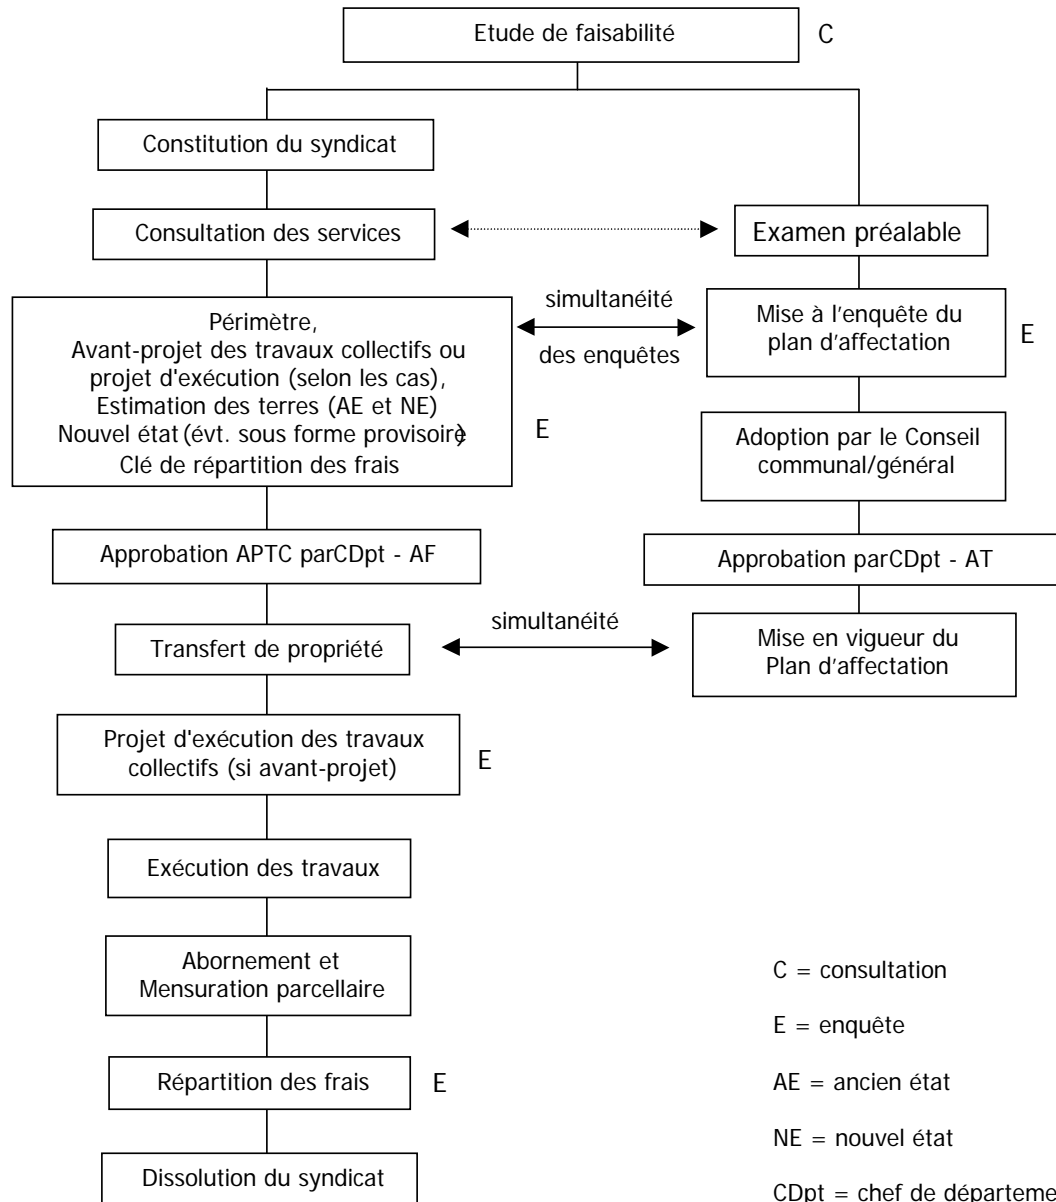 Etude de faisabilité
C
Constitution du syndicat
Consultation des services
Examen préalable
Périmètre,
Avant-projet des travaux collectifs ou
projet d'exécution (selon les cas),
Estimation des terres (AE et NE)
Nouvel état (évt. sous forme provisoire)
Clé de répartition des frais
E
simultanéité
des enquêtes
Mise à l'enquête du
plan d'affectation
E
Adoption par le Conseil
communal/général
Approbation APTC parCDpt - AF
Approbation parCDpt - AT
Transfert de propriété
simultanéité
Mise en vigueur du
Plan d'affectation
Projet d'exécution des travaux
collectifs (si avant-projet)
E
Exécution des travaux
Abornement et
Mensuration parcellaire
Répartition des frais
E
Dissolution du syndicat
C = consultation
E = enquête
AE = ancien état
NE = nouvel état
CDpt = chef de départeme